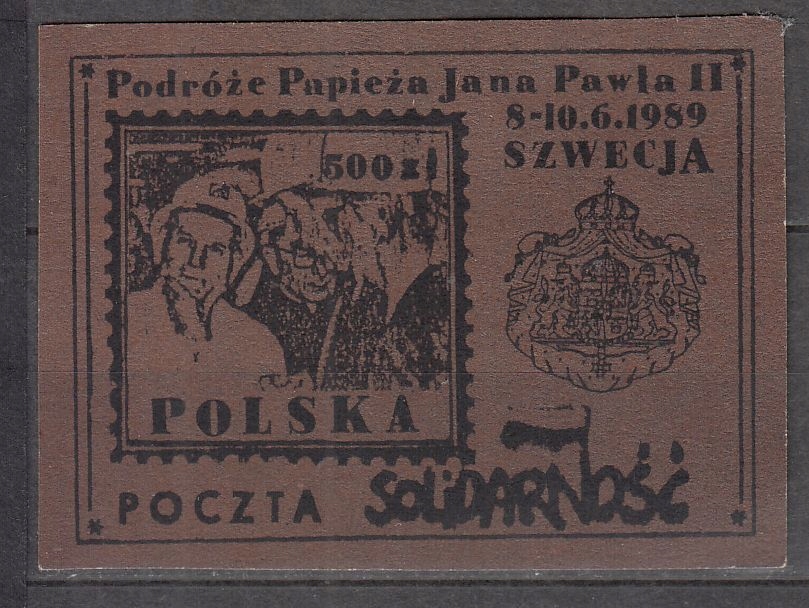 Podróże Papieża Jana Pawła II
8-10.6.1989
SZWECJA
500 zł
POLSKA
POCZTA SOLiDARNOŚĆ